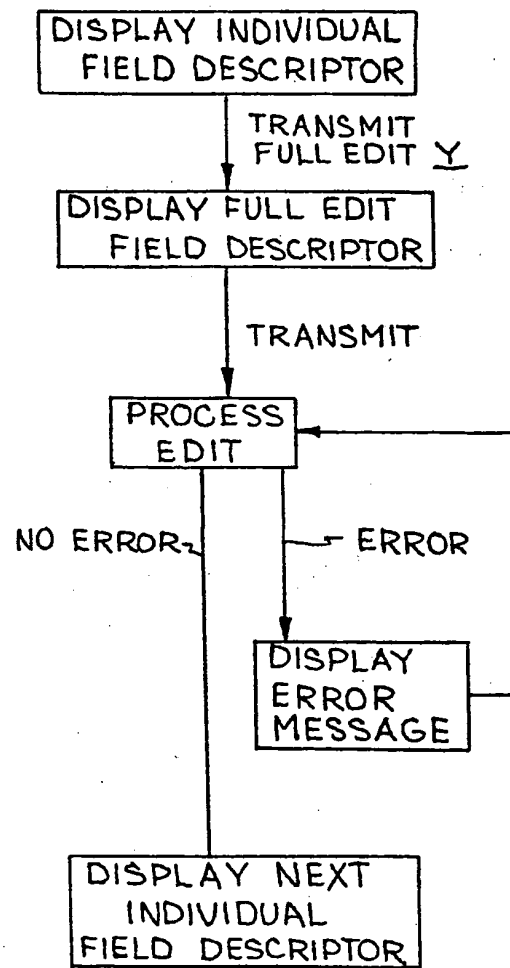 DISPLAY INDIVIDUAL
FIELD DESCRIPTOR
TRANSMIT
FULL EDIT Y
DISPLAY FULL EDIT
FIELD DESCRIPTOR
TRANSMIT
PROCESS
EDIT
NO ERROR
ERROR
DISPLAY
ERROR
MESSAGE
DISPLAY NEXT
INDIVIDUAL
FIELD DESCRIPTOR